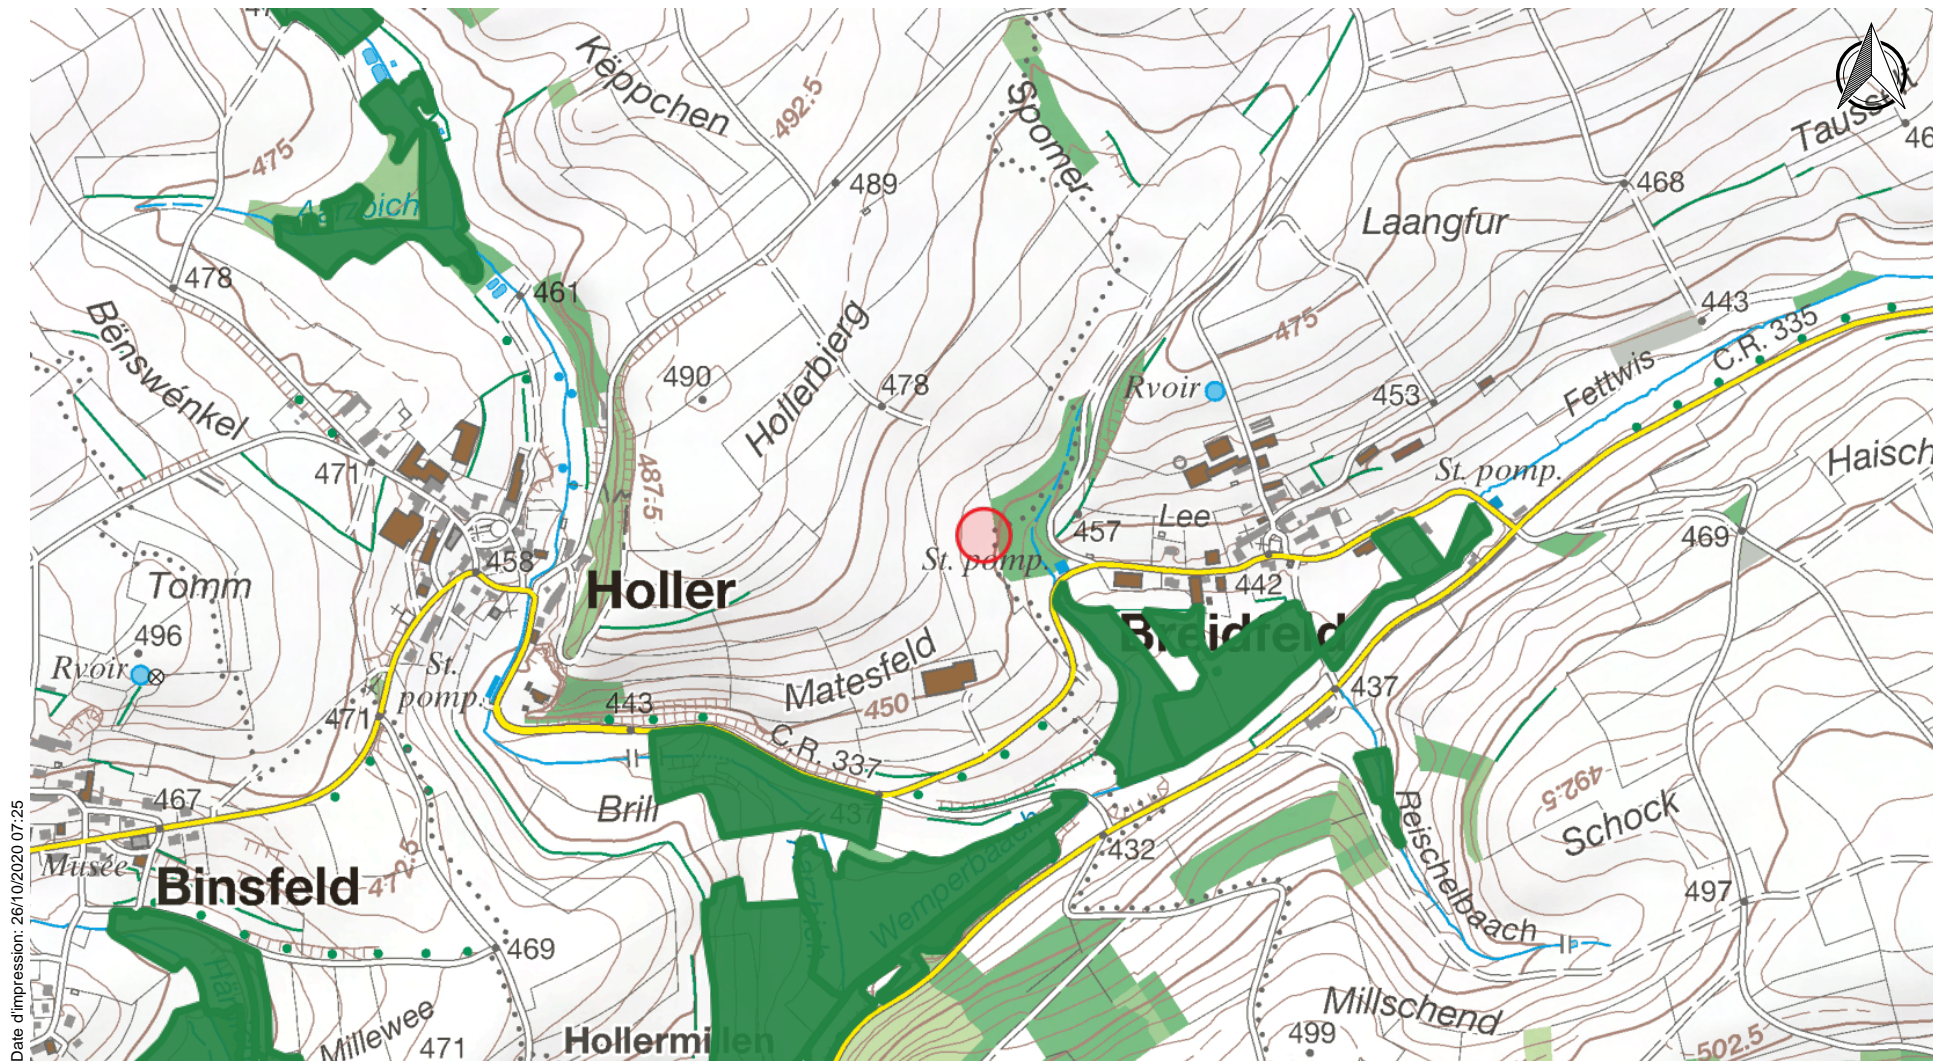 Këppchen
492.5
Spomer
475
489
468
Laangfur
478
461
443
475
C.R. 335
Bënswénkel
490
Hollerbierg
478
Rvoir
453
Fettwis
Haisch
471
487.5
St. pomp.
Lee
457
469
458
St. pomp.
442
Tomm
Holler
496
Breidfeld
Rvoir
St.
pomp.
Matesfeld
450
437
471
443
C.R. 337
492.5
467
Brill
437
Schock
Reischelbaach
432
Musée
Binsfeld
472.5
Wemperbaach
497
469
Millewee
471
Hollermillen
Millschend
499
502.5
Date d'impression: 26/10/2020 07:25